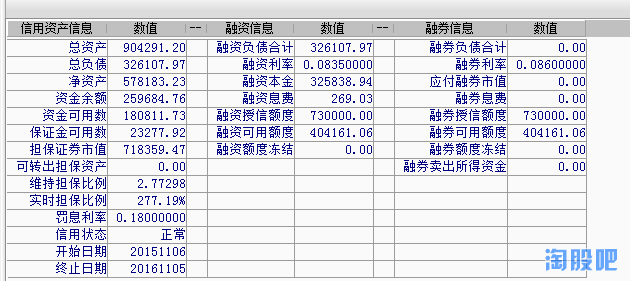 信用资产信息 数值 -- 融资信息 数值 -- 融券信息 数值
总资产 904291.20 融资负债合计 326107.97 融券负债合计 0.00
总负债 326107.97 融资利率 0.08350000 融券利率 0.08600000
净资产 578183.23 融资本金 325838.94 应付融券市值 0.00
资金余额 259684.76 融资息费 269.03 融券息费 0.00
资金可用数 180811.73 融资授信额度 730000.00 融券授信额度 730000.00
保证金可用数 23277.92 融资可用额度 404161.06 融券可用额度 404161.06
担保证券市值 718359.47 融资额度冻结 0.00 融券额度冻结 0.00
可转出担保资产 0.00 融券卖出所得资金 0.00
维持担保比例 2.77298
实时担保比例 277.19%
罚息利率 0.18000000
信用状态 正常
开始日期 20151106
终止日期 20161105
淘股吧